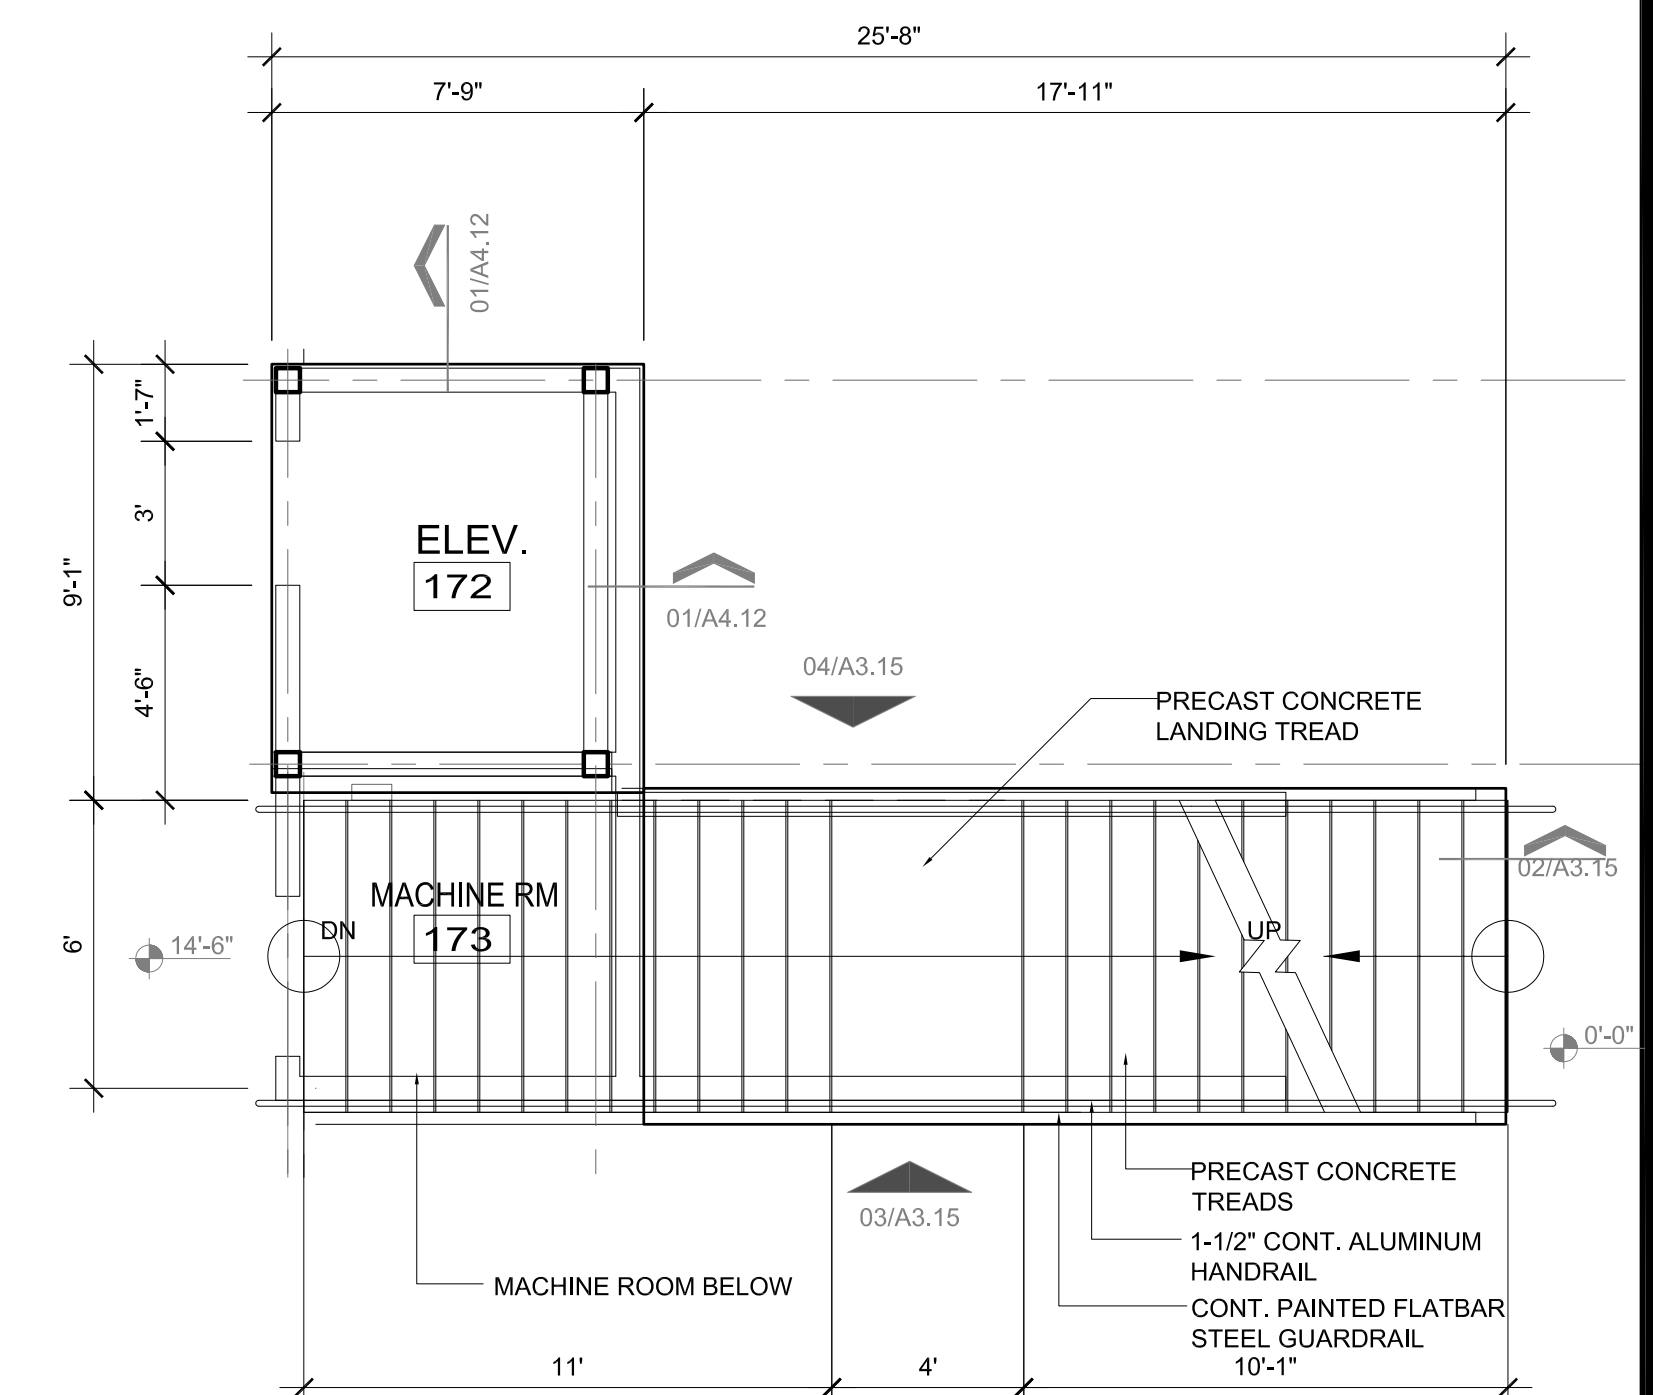 25'-8"
7'-9"
17'-11"
01/A4.12
1'-7"
3'
9'-1"
4'-6"
ELEV.
172
01/A4.12
04/A3.15
PRECAST CONCRETE
LANDING TREAD
MACHINE RM
173
DN
UP
02/A3.15
6'
14'-6"
0'-0"
03/A3.15
PRECAST CONCRETE
TREADS
1-1/2" CONT. ALUMINUM
HANDRAIL
MACHINE ROOM BELOW
CONT. PAINTED FLATBAR
STEEL GUARDRAIL
11'
4'
10'-1"